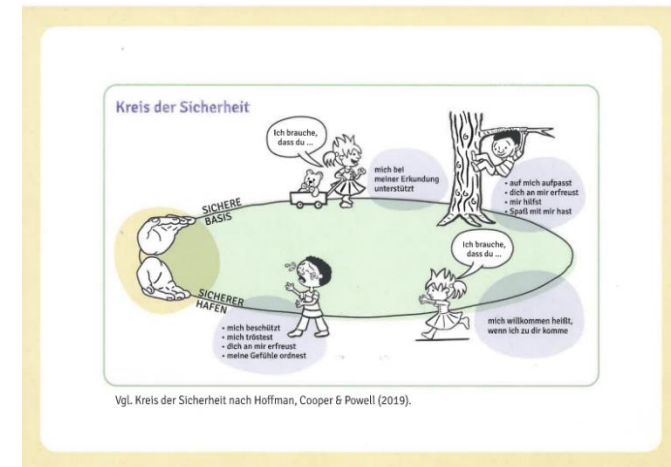 Kreis der Sicherheit
Ich brauche,
dass du ...
mich bei
meiner Erkundung
unterstützt
• auf mich aufpasst
• dich an mir erfreust
• mir hilfst
• Spaß mit mir hast
SICHERE
BASIS
Ich brauche,
dass du ...
mich willkommen heißt,
wenn ich zu dir komme
SICHERER
HAFEN
• mich beschützt
• mich tröstest
• dich an mir erfreust
• meine Gefühle ordnest
Vgl. Kreis der Sicherheit nach Hoffman, Cooper & Powell (2019).